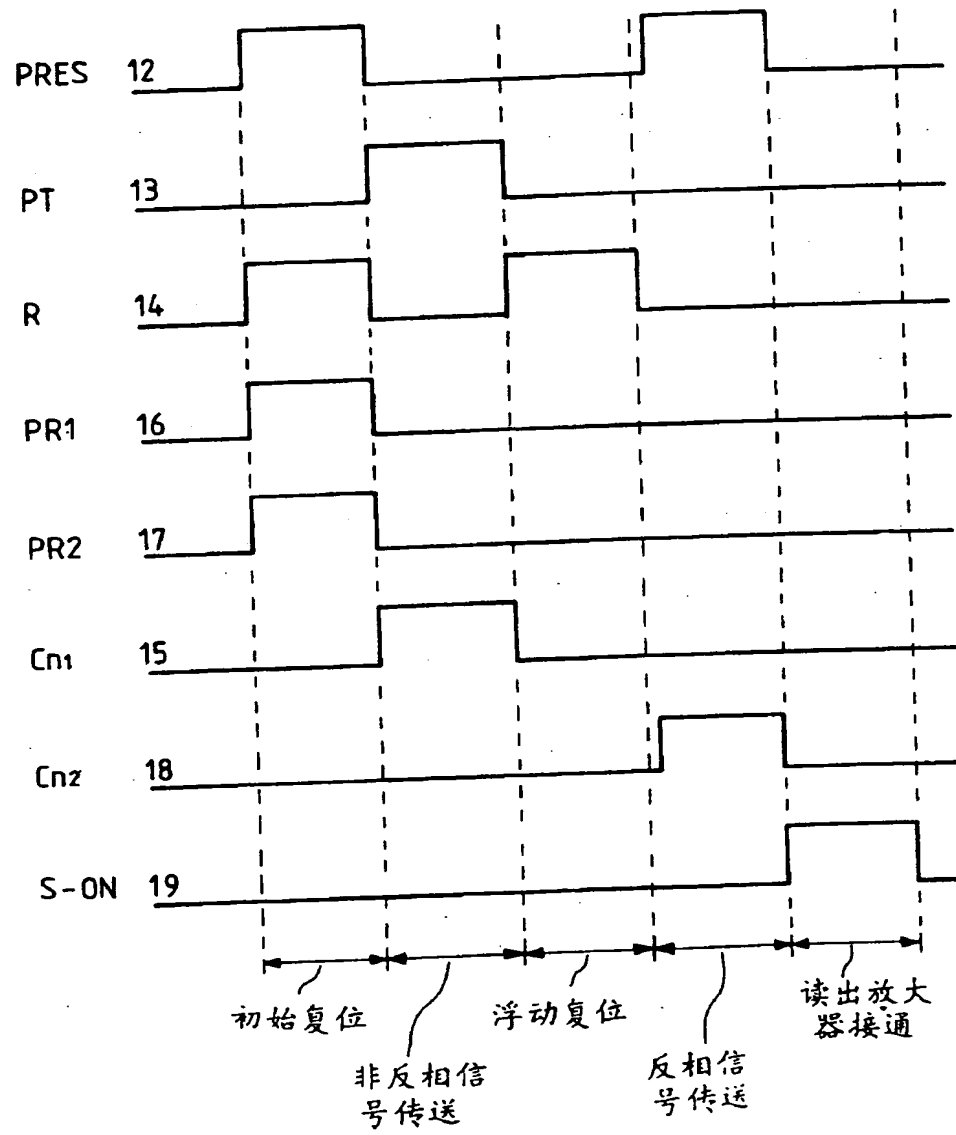 PRES 12
PT 13
R 14
PR1 16
PR2 17
Cn1 15
Cn2 18
S-ON 19
初始复位
非反相信
号传送
浮动复位
反相信
号传送
读出放大
器接通